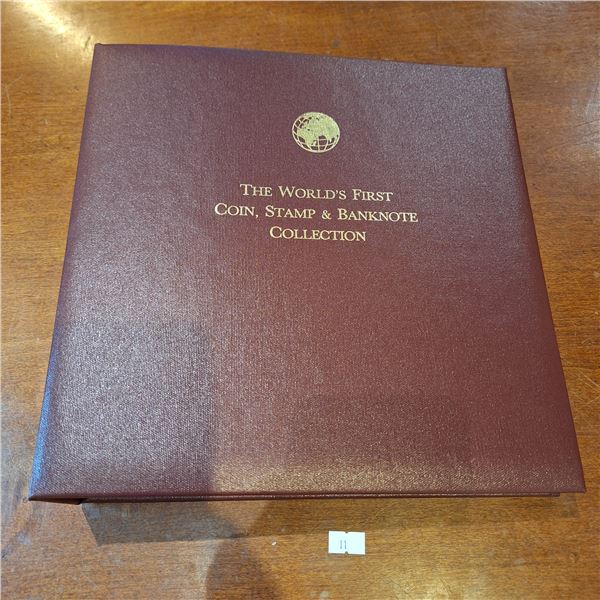 THE WORLD'S FIRST
COIN, STAMP & BANKNOTE
COLLECTION
11